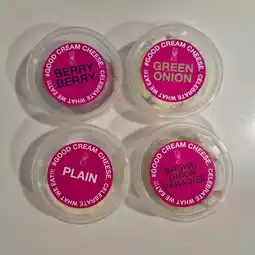 #GOOD CREAM CHEESE. CELEBRATE WHAT WE EAT!!!
BERRY
BERRY
#GOOD CREAM CHEESE. CELEBRATE WHAT WE EAT!!!
GREEN
ONION
#GOOD CREAM CHEESE. CELEBRATE WHAT WE EAT!!!
PLAIN
#GOOD CREAM CHEESE. CELEBRATE WHAT WE EAT!!!
BROWN
ONION
PARADISE